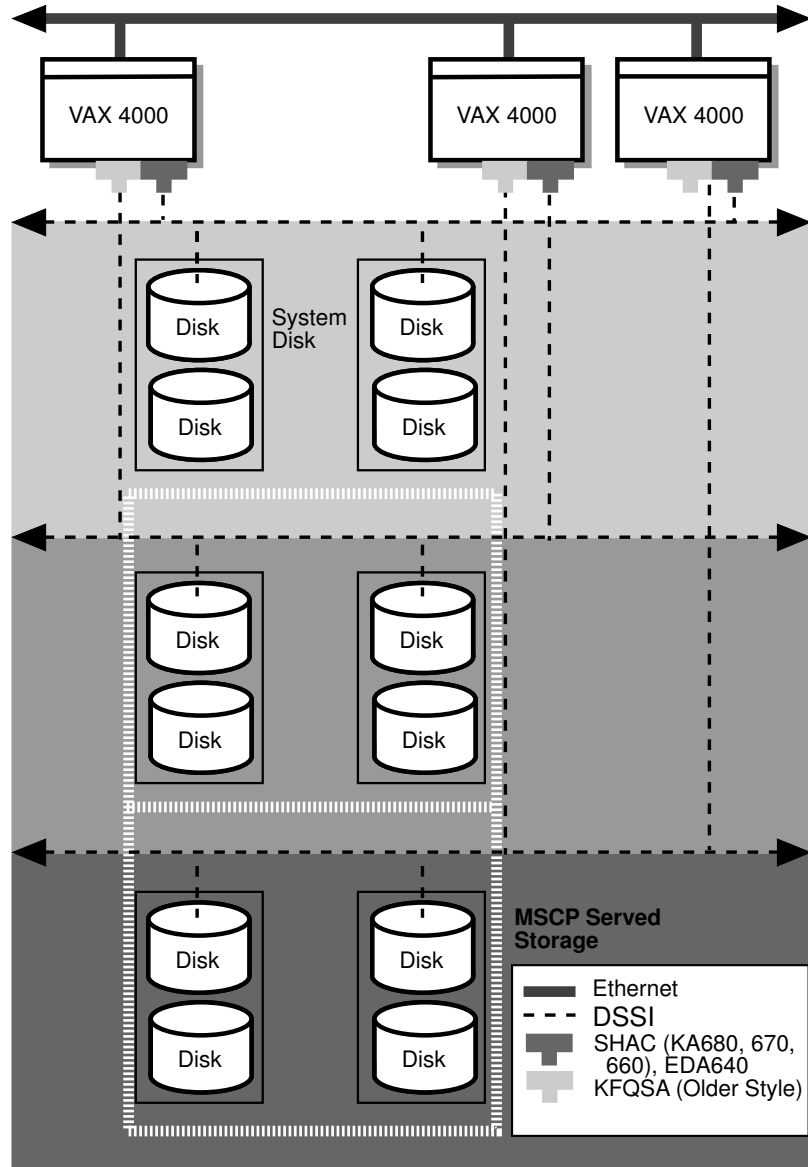 VAX 4000
VAX 4000
VAX 4000
Disk
System
Disk
Disk
Disk
Disk
Disk
Disk
Disk
Disk
Disk
Disk
Disk
Disk
MSCP Served
Storage
Ethernet
DSSI
SHAC (KA680, 670,
660), EDA640
KFQSA (Older Style)